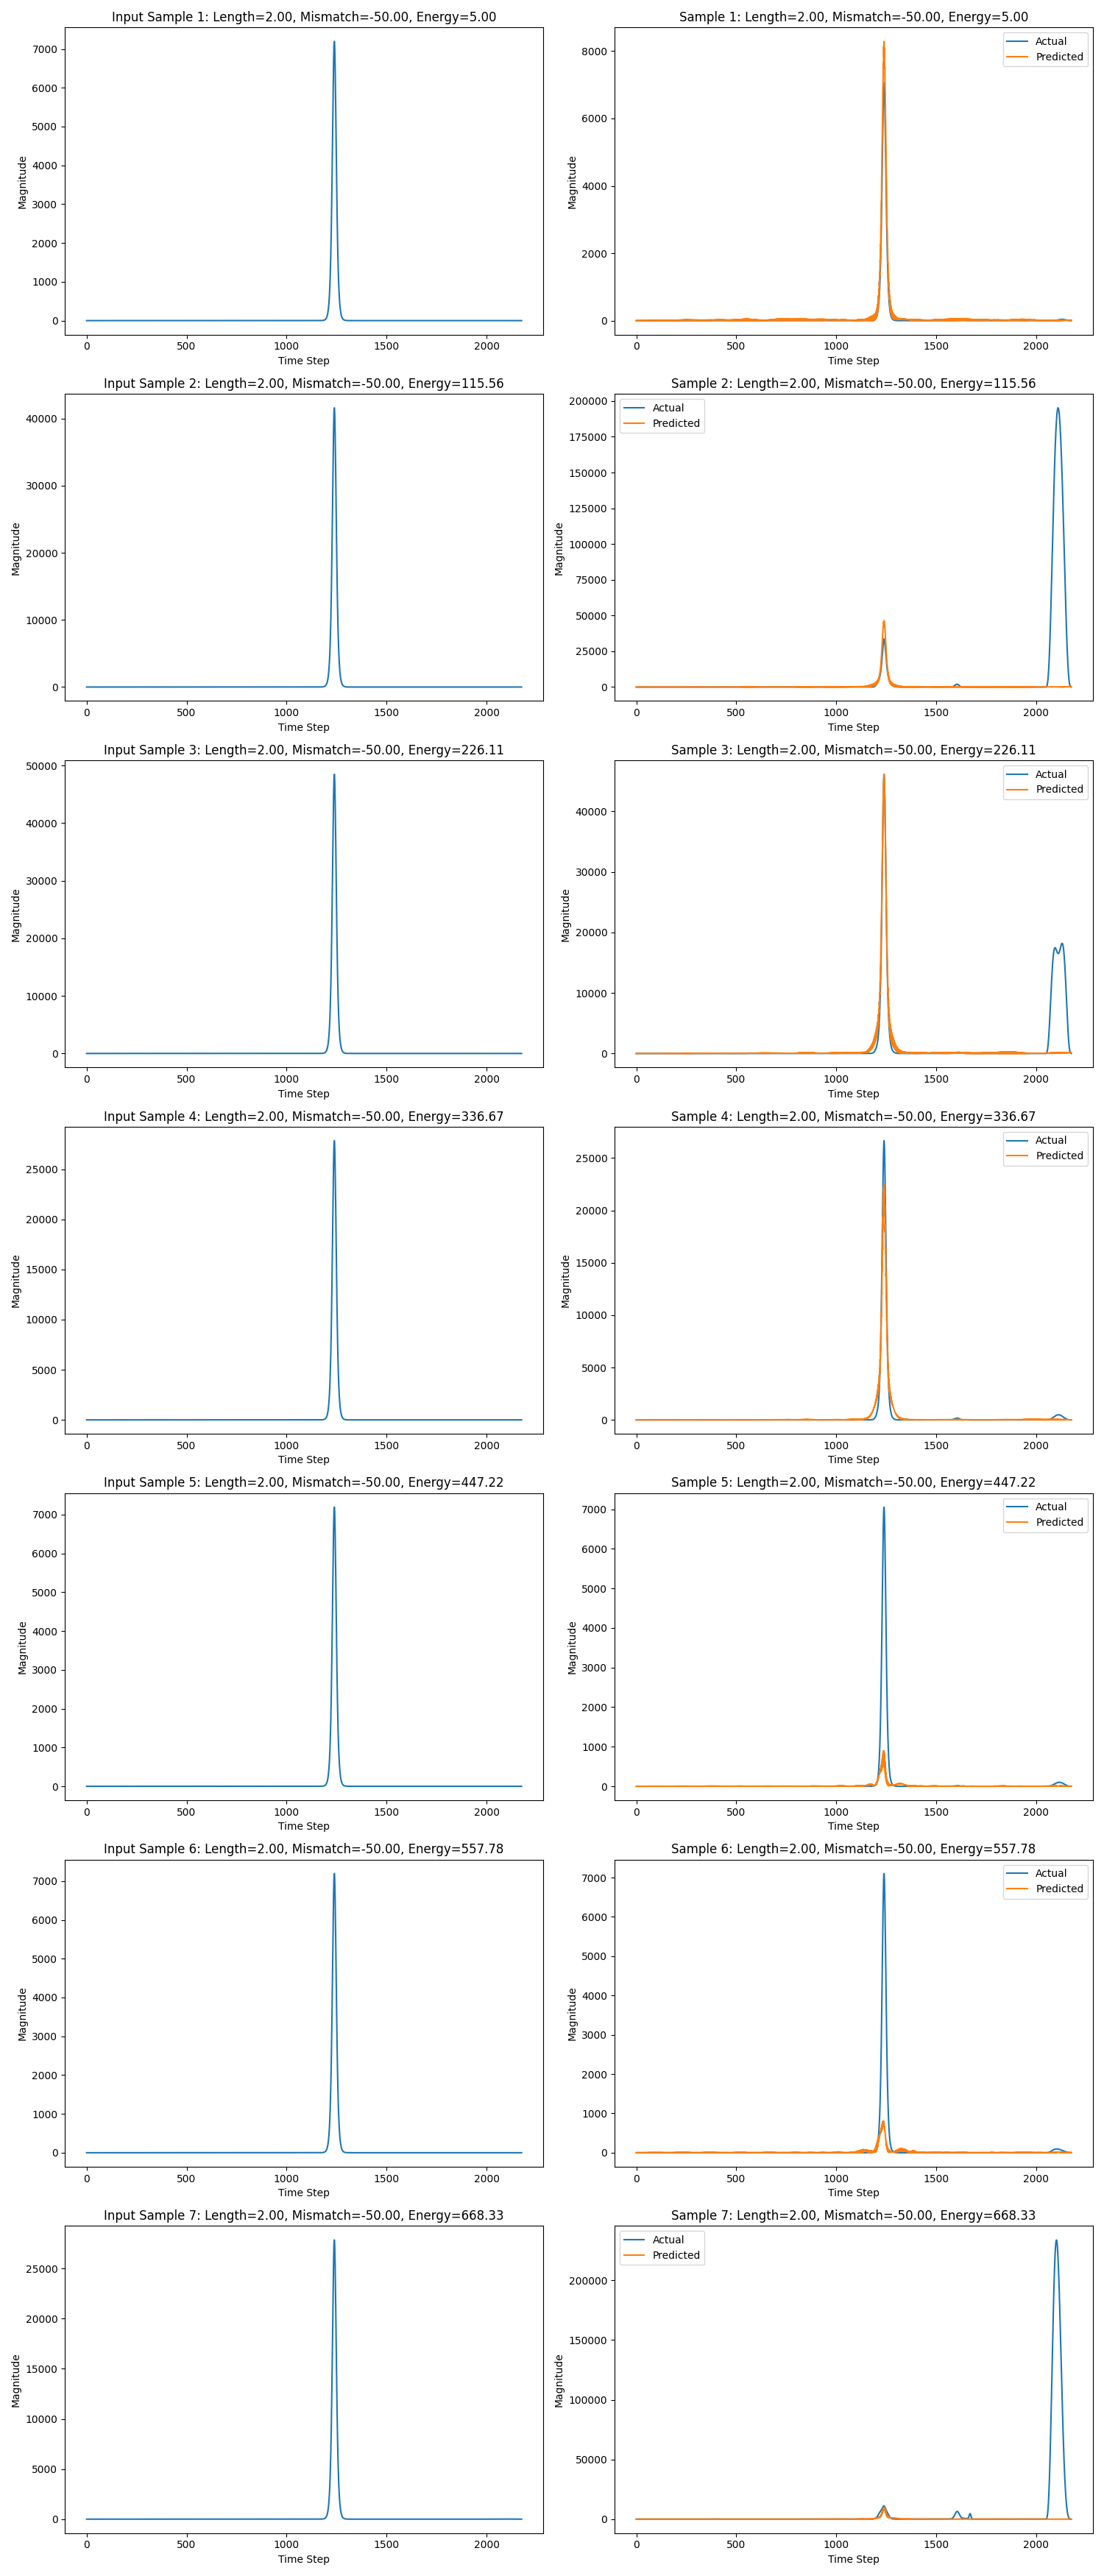 Input Sample 1: Length=2.00, Mismatch=-50.00, Energy=5.00
7000
6000
5000
4000
3000
2000
1000
0
Magnitude
0 500 1000 1500 2000
Time Step
Sample 1: Length=2.00, Mismatch=-50.00, Energy=5.00
Actual
Predicted
8000
6000
4000
2000
0
Magnitude
0 500 1000 1500 2000
Time Step
Input Sample 2: Length=2.00, Mismatch=-50.00, Energy=115.56
40000
30000
20000
10000
0
Magnitude
0 500 1000 1500 2000
Time Step
Sample 2: Length=2.00, Mismatch=-50.00, Energy=115.56
Actual
Predicted
200000
175000
150000
125000
100000
75000
50000
25000
0
Magnitude
0 500 1000 1500 2000
Time Step
Input Sample 3: Length=2.00, Mismatch=-50.00, Energy=226.11
50000
40000
30000
20000
10000
0
Magnitude
0 500 1000 1500 2000
Time Step
Sample 3: Length=2.00, Mismatch=-50.00, Energy=226.11
Actual
Predicted
40000
30000
20000
10000
0
Magnitude
0 500 1000 1500 2000
Time Step
Input Sample 4: Length=2.00, Mismatch=-50.00, Energy=336.67
25000
20000
15000
10000
5000
0
Magnitude
0 500 1000 1500 2000
Time Step
Sample 4: Length=2.00, Mismatch=-50.00, Energy=336.67
Actual
Predicted
25000
20000
15000
10000
5000
0
Magnitude
0 500 1000 1500 2000
Time Step
Input Sample 5: Length=2.00, Mismatch=-50.00, Energy=447.22
7000
6000
5000
4000
3000
2000
1000
0
Magnitude
0 500 1000 1500 2000
Time Step
Sample 5: Length=2.00, Mismatch=-50.00, Energy=447.22
Actual
Predicted
7000
6000
5000
4000
3000
2000
1000
0
Magnitude
0 500 1000 1500 2000
Time Step
Input Sample 6: Length=2.00, Mismatch=-50.00, Energy=557.78
7000
6000
5000
4000
3000
2000
1000
0
Magnitude
0 500 1000 1500 2000
Time Step
Sample 6: Length=2.00, Mismatch=-50.00, Energy=557.78
Actual
Predicted
7000
6000
5000
4000
3000
2000
1000
0
Magnitude
0 500 1000 1500 2000
Time Step
Input Sample 7: Length=2.00, Mismatch=-50.00, Energy=668.33
25000
20000
15000
10000
5000
0
Magnitude
0 500 1000 1500 2000
Time Step
Sample 7: Length=2.00, Mismatch=-50.00, Energy=668.33
Actual
Predicted
200000
150000
100000
50000
0
Magnitude
0 500 1000 1500 2000
Time Step